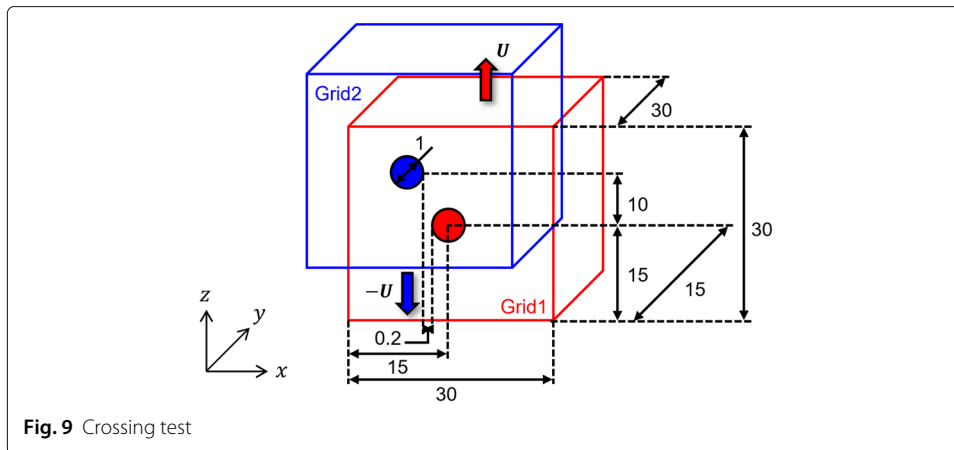 U
Grid2
30
1
10
30
15
15
−U
Grid1
z
y
x
0.2
15
30
Fig. 9 Crossing test